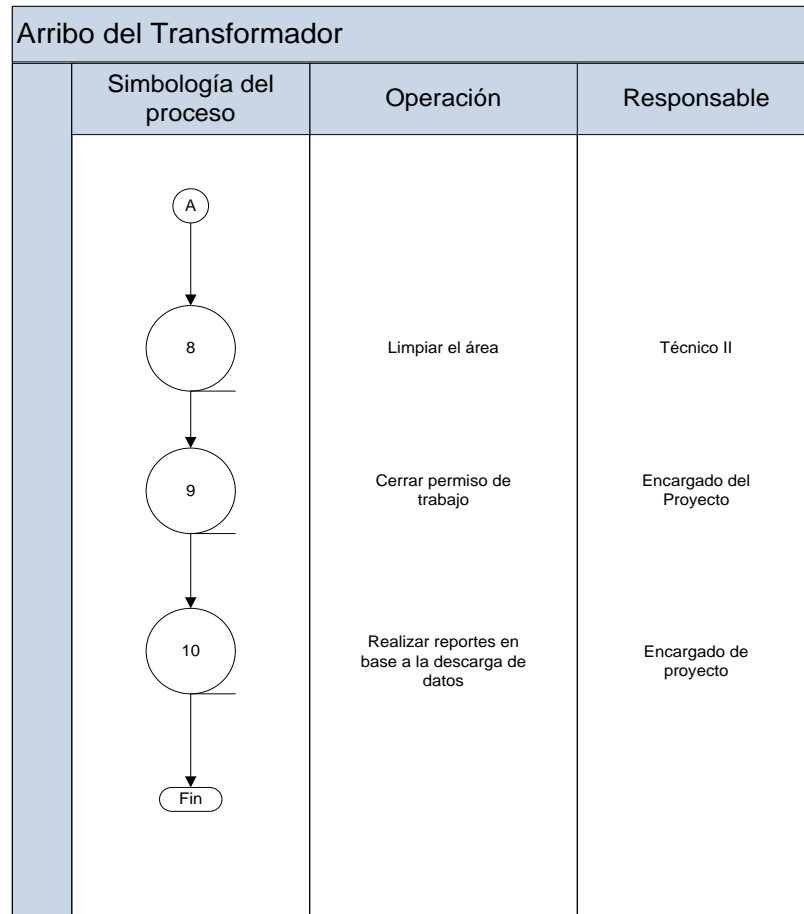 Arribo del Transformador
Simbología del
proceso
Operación
Responsable
A
8
Limpiar el área
Técnico II
9
Cerrar permiso de
trabajo
Encargado del
Proyecto
10
Realizar reportes en
base a la descarga de
datos
Encargado de
proyecto
Fin